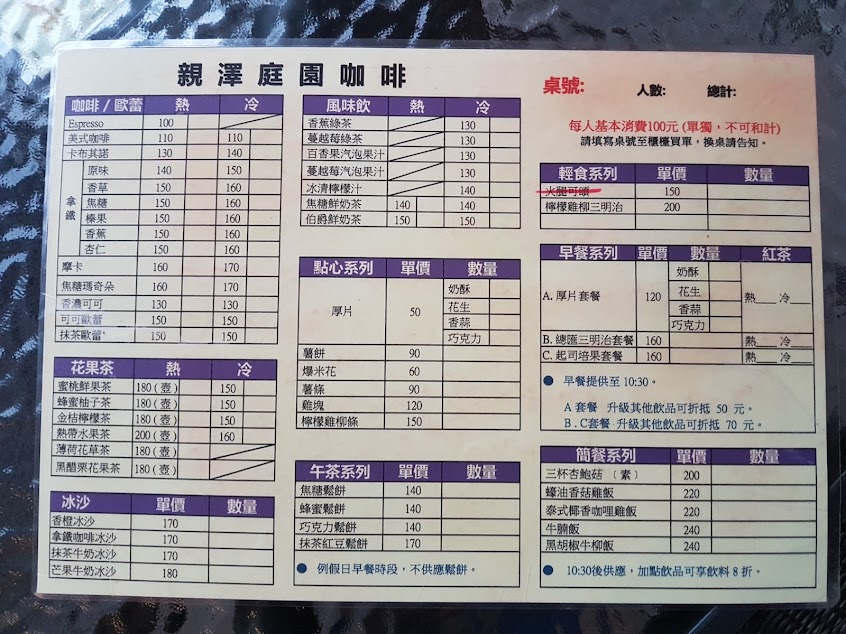 親澤庭園咖啡
桌號: 人數: 總計:
每人基本消費100元 (單獨，不可和計)
請填寫桌號至櫃檯買單，換桌請告知。
咖啡 / 歐蕾 熱 冷
Espresso 100
美式咖啡 110 110
卡布其諾 130 140
拿鐵
原味 140 150
香草 150 160
焦糖 150 160
榛果 150 160
香蕉 150 160
杏仁 150 160
摩卡 160 170
焦糖瑪奇朵 160 170
香濃可可 130 130
可可歐蕾 150 150
抹茶歐蕾 150 150
花果茶 熱 冷
蜜桃鮮果茶 180 (壺) 150
蜂蜜柚子茶 180 (壺) 150
金桔檸檬茶 180 (壺) 150
熱帶水果茶 200 (壺) 160
薄荷花草茶 180 (壺)
黑醋栗花果茶 180 (壺)
冰沙 單價 數量
香橙冰沙 170
拿鐵咖啡冰沙 170
抹茶牛奶冰沙 170
芒果牛奶冰沙 180
風味飲 熱 冷
香蕉綠茶 130
蔓越莓綠茶 130
百香果汽泡果汁 130
蔓越莓汽泡果汁 130
冰清檸檬汁 140
焦糖鮮奶茶 140 140
伯爵鮮奶茶 150 150
點心系列 單價 數量
厚片 50
奶酥
花生
香蒜
巧克力
薯餅 90
爆米花 60
薯條 90
雞塊 120
檸檬雞柳條 150
午茶系列 單價 數量
焦糖鬆餅 140
蜂蜜鬆餅 140
巧克力鬆餅 140
抹茶紅豆鬆餅 170
● 例假日早餐時段，不供應鬆餅。
輕食系列 單價 數量
火腿可頌 150
檸檬雞柳三明治 200
早餐系列 單價 數量 紅茶
A. 厚片套餐 120
奶酥
花生
香蒜
巧克力
熱__冷__
B. 總匯三明治套餐 160 熱__冷__
C. 起司培果套餐 160 熱__冷__
● 早餐提供至 10:30。
A 套餐 升級其他飲品可折抵 50 元。
B . C套餐 升級其他飲品可折抵 70 元。
簡餐系列 單價 數量
三杯杏鮑菇 〔素〕 200
蠔油香菇雞飯 220
泰式椰香咖哩雞飯 220
牛腩飯 240
黑胡椒牛柳飯 240
● 10:30後供應，加點飲品可享飲料 8 折。